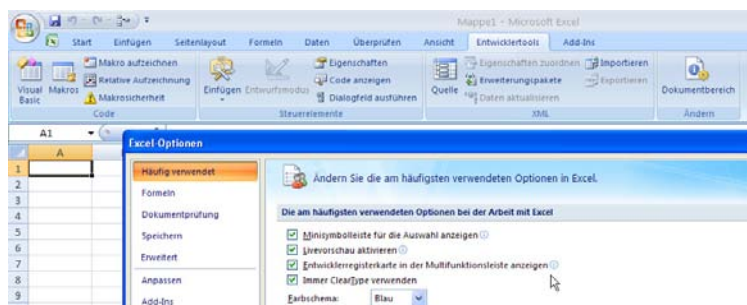 Mappe1 - Microsoft Excel
Start Einfügen Seitenlayout Formeln Daten Überprüfen Ansicht Entwicklertools Add-Ins
Visual Basic
Makros
Makro aufzeichnen
Relative Aufzeichnung
Makrosicherheit
Code
Einfügen
Entwurfsmodus
Eigenschaften
Code anzeigen
Dialogfeld ausführen
Steuerelemente
Quelle
Eigenschaften zuordnen
Erweiterungspakete
Daten aktualisieren
Importieren
Exportieren
XML
Dokumentbereich
Ändern
A1
A
1
2
3
4
5
6
7
8
9
Excel-Optionen
Häufig verwendet
Formeln
Dokumentprüfung
Speichern
Erweitert
Anpassen
Add-Ins
Ändern Sie die am häufigsten verwendeten Optionen in Excel.
Die am häufigsten verwendeten Optionen bei der Arbeit mit Excel
Minisymbolleiste für die Auswahl anzeigen
Livevorschau aktivieren
Entwicklerregisterkarte in der Multifunktionsleiste anzeigen
Immer ClearType verwenden
Farbschema: Blau